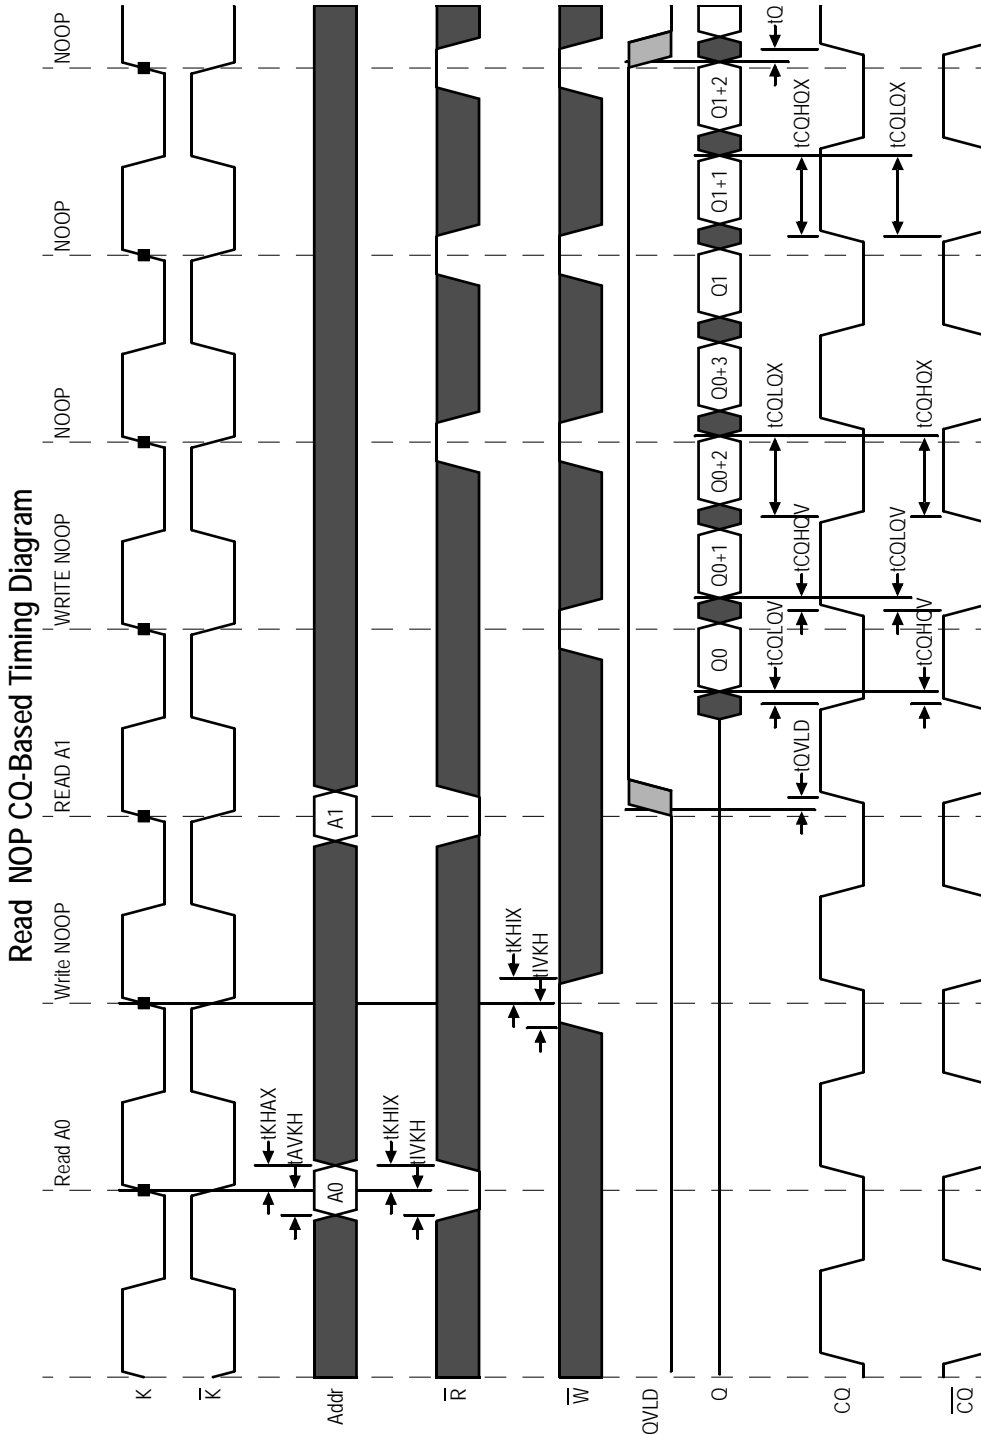 Read NOP CQ-Based Timing Diagram
Read A0
Write NOOP
READ A1
WRITE NOOP
NOOP
NOOP
NOOP
K
K̅
tKHAX
tAVKH
Addr
A0
A1
tKHIX
tIVKH
R̅
tKHIX
tIVKH
W̅
QVLD
Q
Q0
Q0+1
Q0+2
Q0+3
Q1
Q1+1
Q1+2
tCQLQV
tCQLQX
tQ
tQVLD
tCQHQV
tCQHQX
CQ
tCQLQV
tCQLQX
tCQHQV
tCQHQX
C̅Q̅